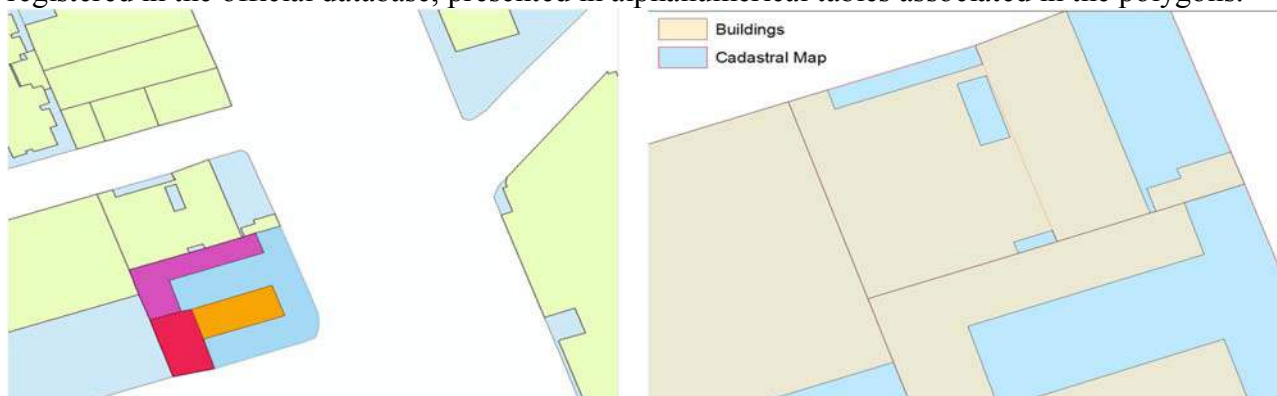 registered in the official database, presented in alphanumerical tables associated in the polygons.
Buildings
Cadastral Map